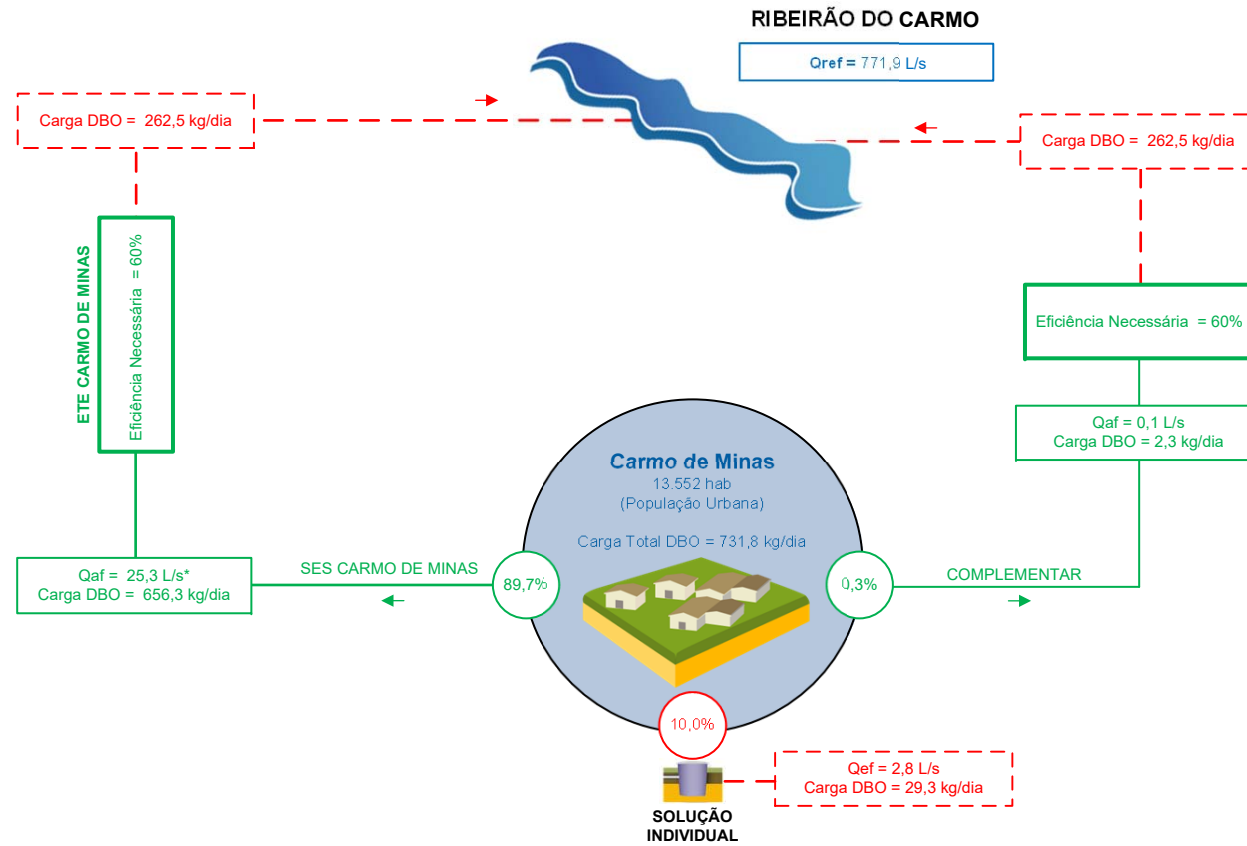 RIBEIRÃO DO CARMO
Qref = 771,9 L/s
Carga DBO = 262,5 kg/dia
Carga DBO = 262,5 kg/dia
ETE CARMO DE MINAS
Eficiência Necessária = 60%
Eficiência Necessária = 60%
Qaf = 0,1 L/s
Carga DBO = 2,3 kg/dia
Carmo de Minas
13.552 hab
(População Urbana)
Carga Total DBO = 731,8 kg/dia
Qaf = 25,3 L/s*
Carga DBO = 656,3 kg/dia
SES CARMO DE MINAS
89,7%
0,3%
COMPLEMENTAR
10,0%
Qef = 2,8 L/s
Carga DBO = 29,3 kg/dia
SOLUÇÃO
INDIVIDUAL